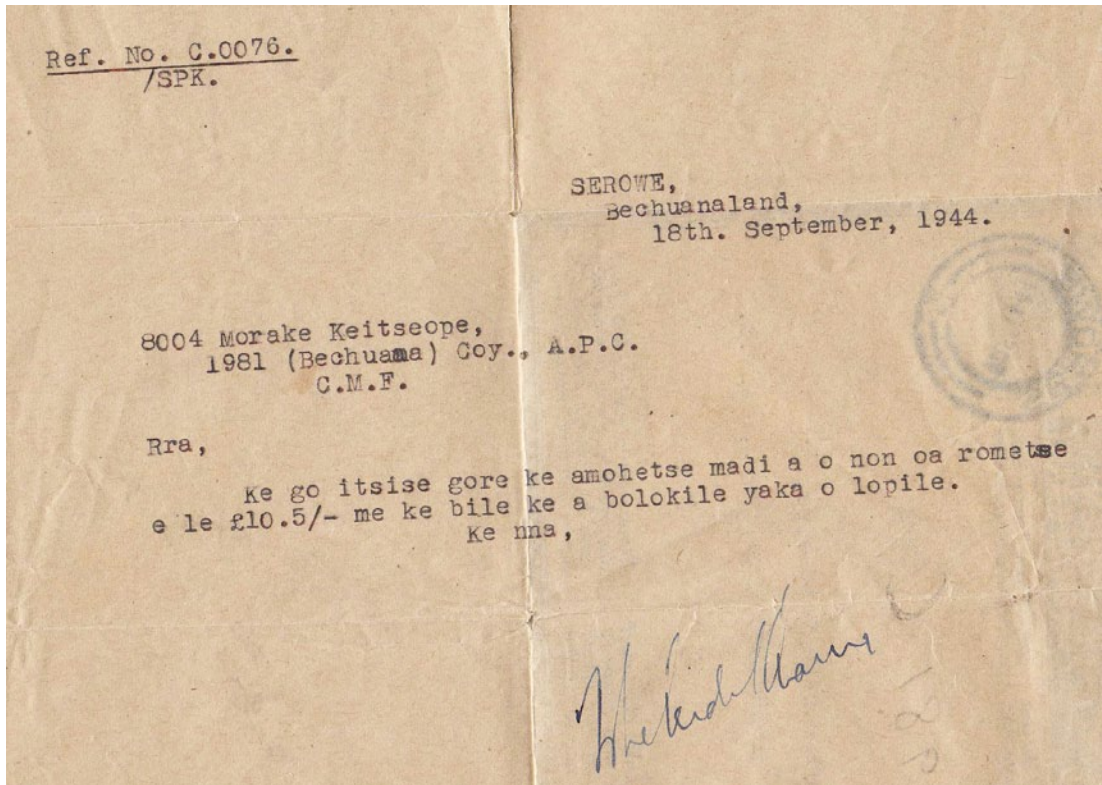 Ref. No. C.0076.
/SPK.
SEROWE,
Bechuanaland,
18th. September, 1944.
8004 Morake Keitseope,
1981 (Bechuana) Coy., A.P.C.
C.M.F.
Rra,
Ke go itsise gore ke amohetse madi a o non oa rometse
e le £10.5/- me ke bile ke a bolokile yaka o lopile.
Ke nna,